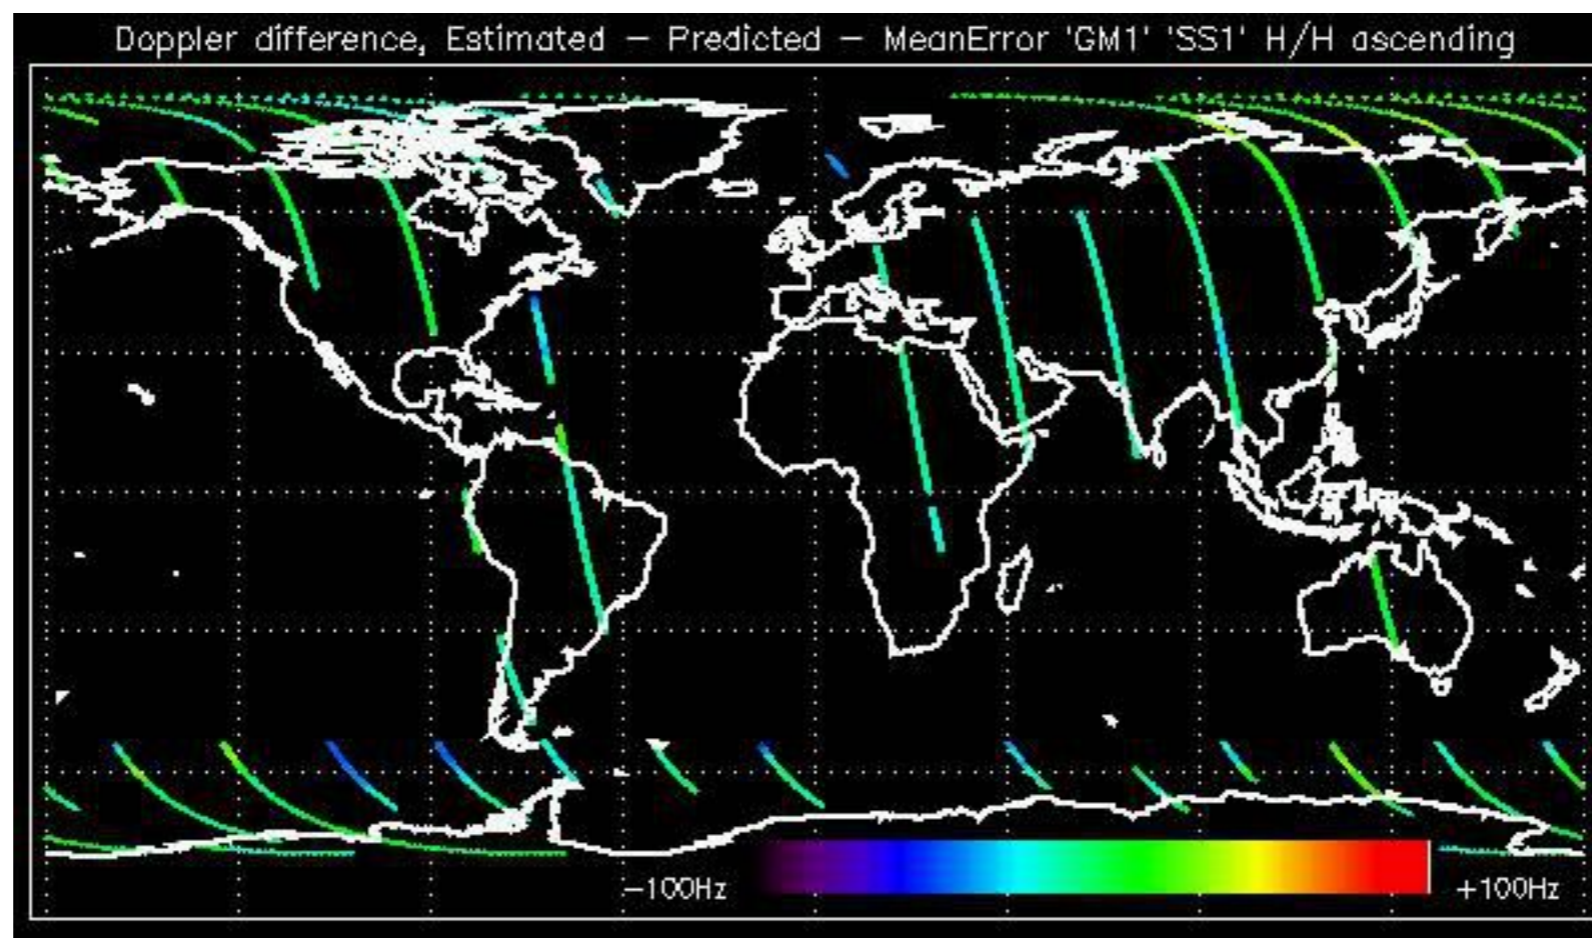 Doppler difference, Estimated – Predicted – MeanError 'GM1' 'SS1' H/H ascending
–100Hz
+100Hz